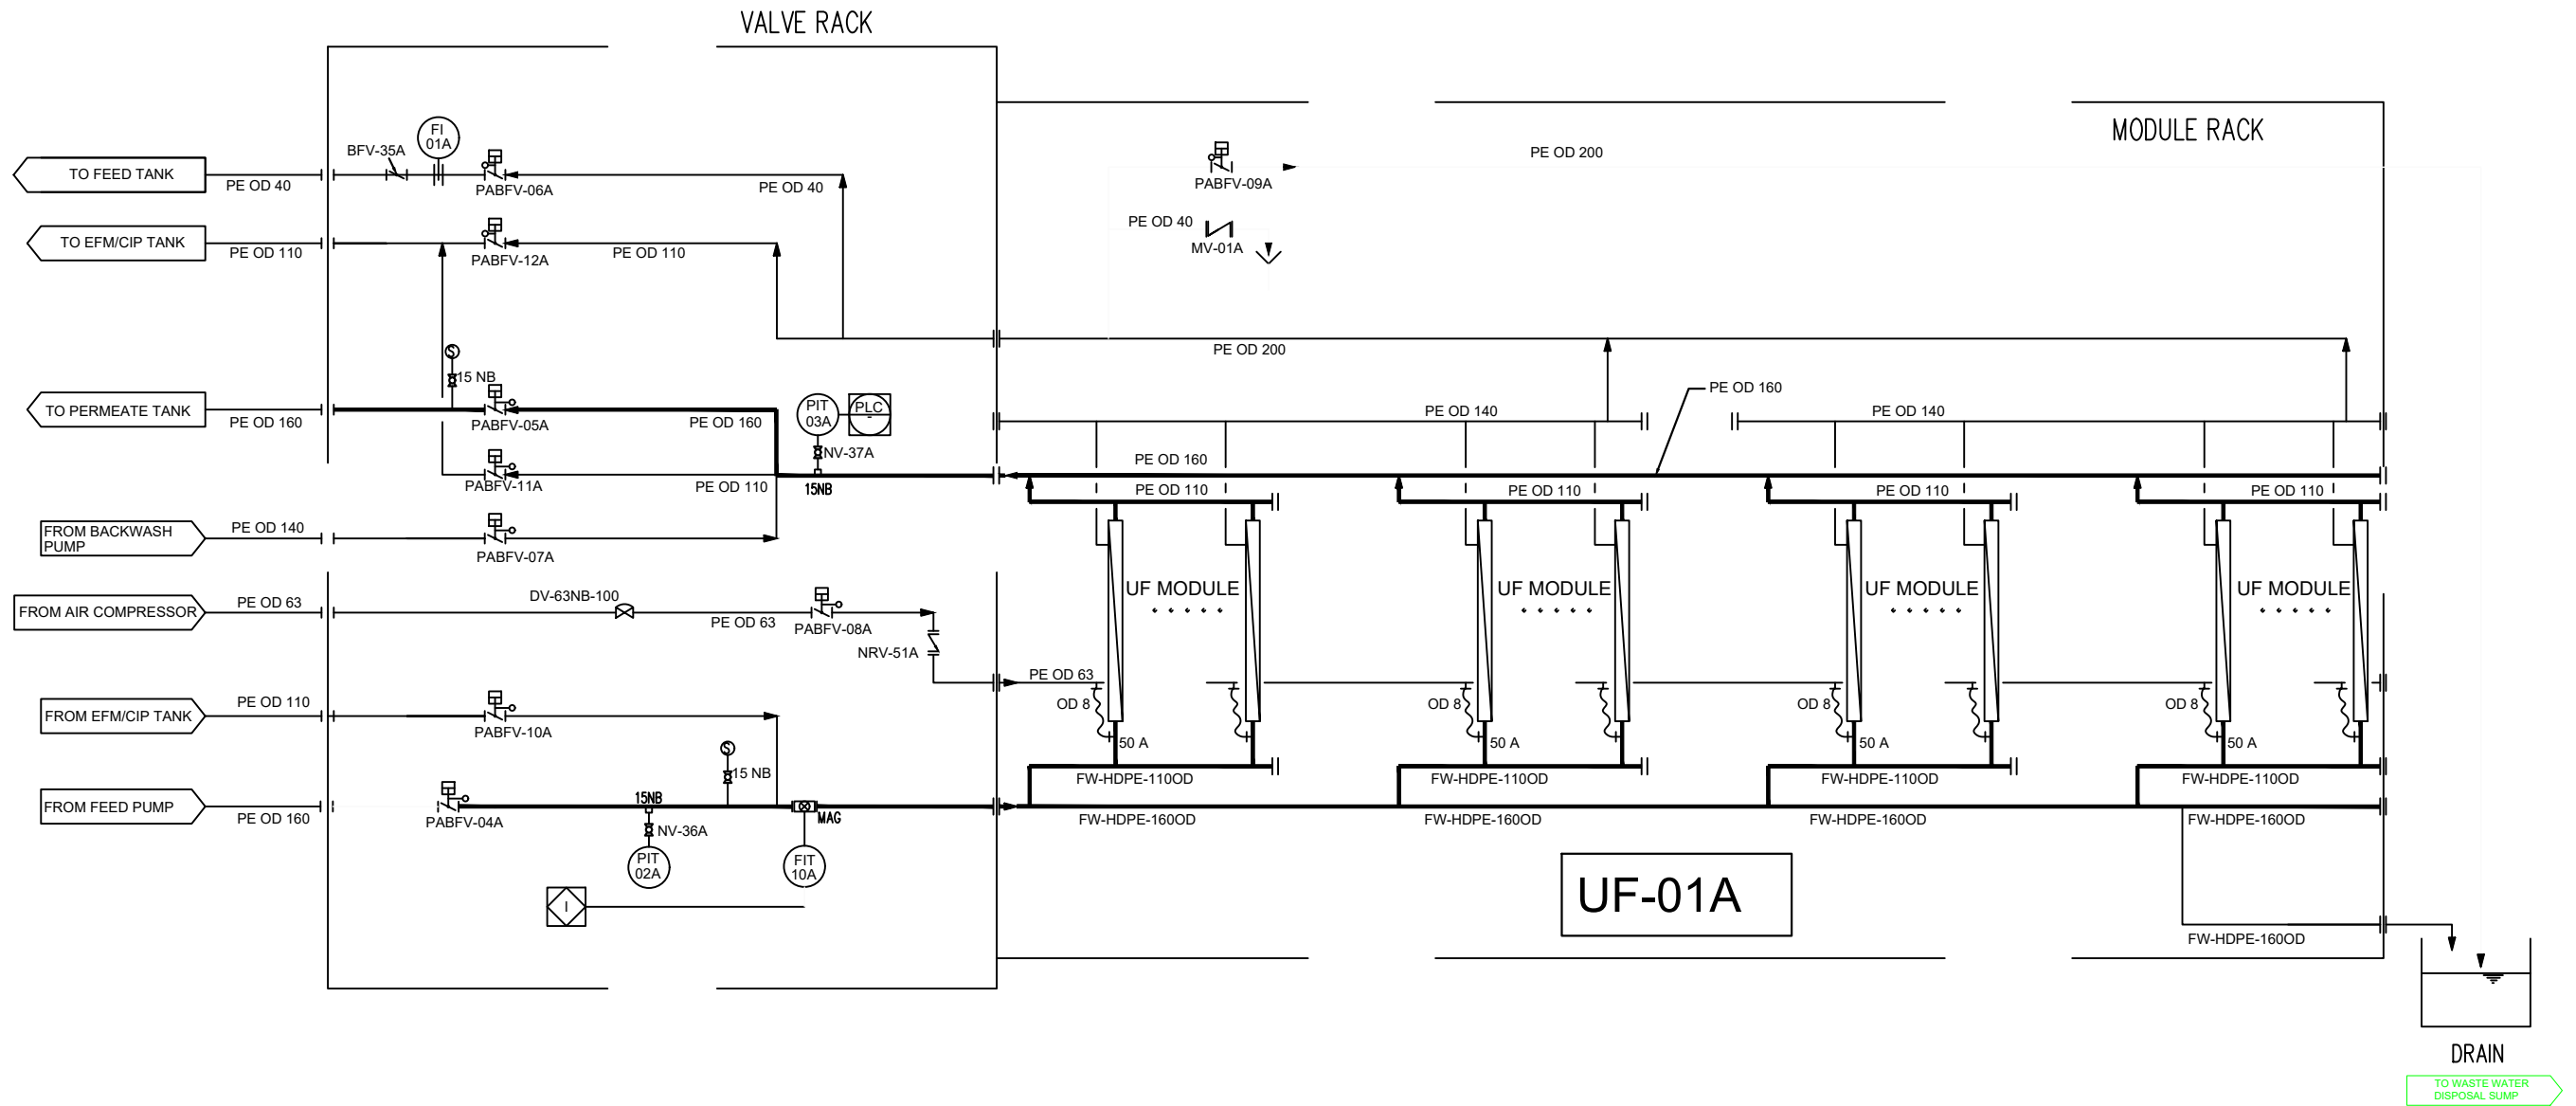 VALVE RACK
MODULE RACK
FI
01A
BFV-35A
TO FEED TANK
PE OD 40
PABFV-06A
PE OD 40
PABFV-09A
PE OD 200
TO EFM/CIP TANK
PE OD 110
PABFV-12A
PE OD 110
PE OD 40
MV-01A
S
15 NB
PE OD 200
TO PERMEATE TANK
PE OD 160
PABFV-05A
PE OD 160
PIT
03A
PLC
-
NV-37A
PE OD 140
PE OD 160
PE OD 140
PABFV-11A
PE OD 110
15NB
PE OD 160
PE OD 110
PE OD 110
PE OD 110
PE OD 110
FROM BACKWASH
PUMP
PE OD 140
PABFV-07A
FROM AIR COMPRESSOR
PE OD 63
DV-63NB-100
PE OD 63
PABFV-08A
NRV-51A
UF MODULE
UF MODULE
UF MODULE
UF MODULE
PE OD 63
FROM EFM/CIP TANK
PE OD 110
PABFV-10A
OD 8
OD 8
OD 8
OD 8
50 A
50 A
50 A
50 A
S
15 NB
FROM FEED PUMP
PE OD 160
PABFV-04A
15NB
NV-36A
MAG
PIT
02A
FIT
10A
I
FW-HDPE-110OD
FW-HDPE-110OD
FW-HDPE-110OD
FW-HDPE-110OD
FW-HDPE-160OD
FW-HDPE-160OD
FW-HDPE-160OD
FW-HDPE-160OD
UF-01A
FW-HDPE-160OD
DRAIN
TO WASTE WATER
DISPOSAL SUMP